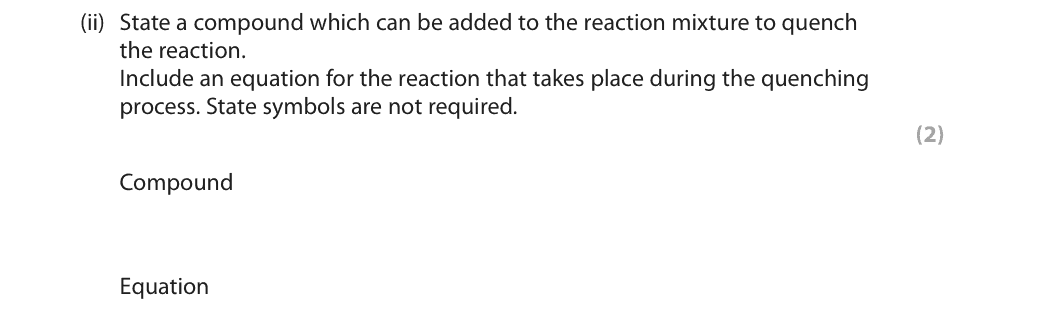 (ii) State a compound which can be added to the reaction mixture to quench
the reaction.
Include an equation for the reaction that takes place during the quenching
process. State symbols are not required.
(2)
Compound
Equation